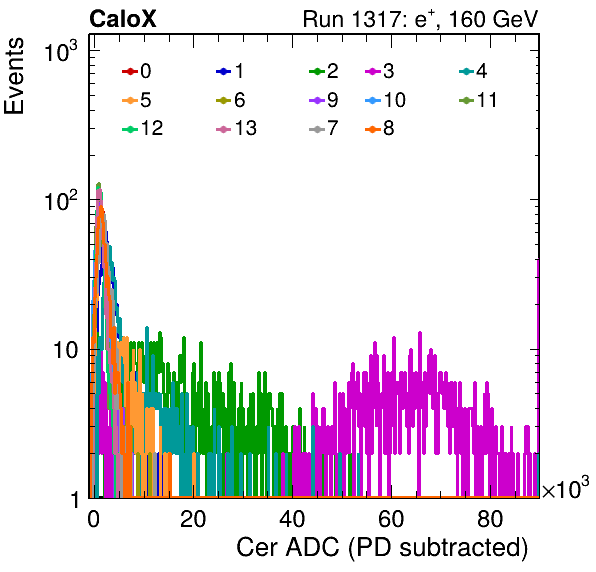 CaloX Run 1317: e⁺, 160 GeV
Events
10³
10²
10
1
0 1 2 3 4
5 6 9 10 11
12 13 7 8
0 20 40 60 80
×10³
Cer ADC (PD subtracted)